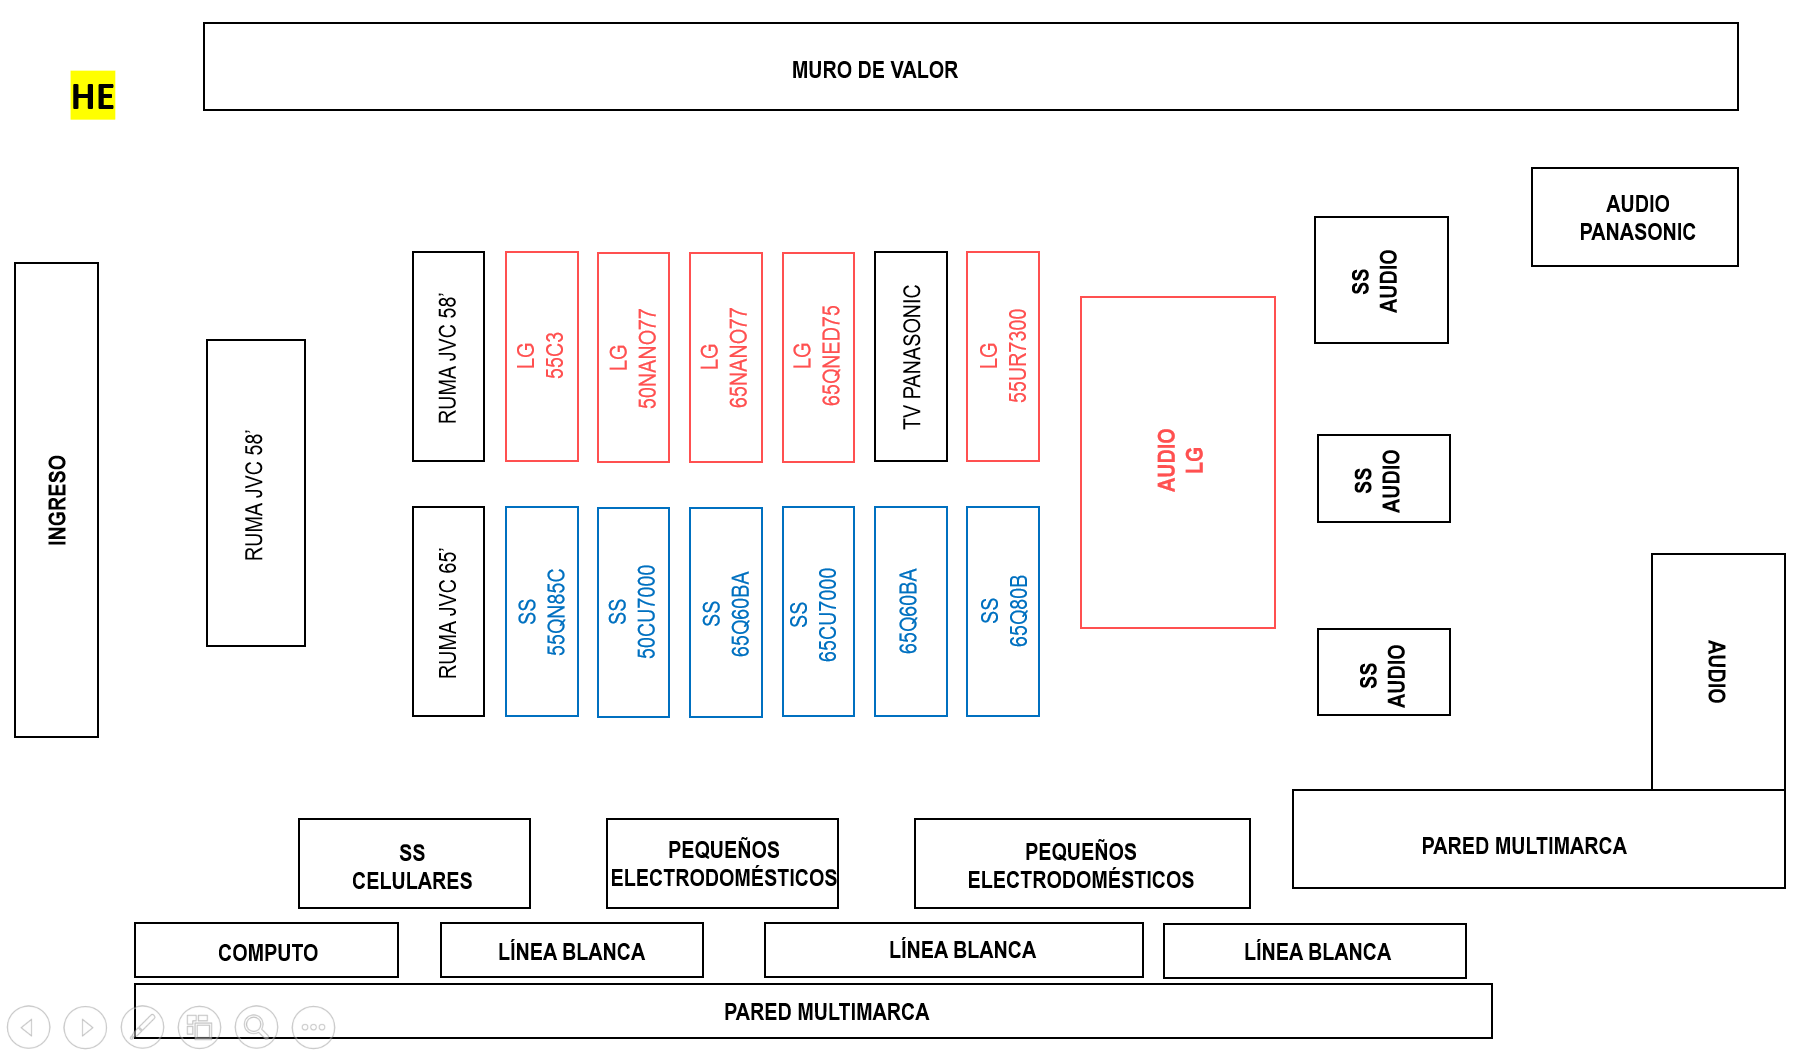 MURO DE VALOR
HE
AUDIO
PANASONIC
SS
AUDIO
INGRESO
RUMA JVC 58’
RUMA JVC 58’
LG
55C3
LG
50NANO77
LG
65NANO77
LG
65QNED75
TV PANASONIC
LG
55UR7300
AUDIO
LG
SS
AUDIO
RUMA JVC 65’
SS
55QN85C
SS
50CU7000
SS
65Q60BA
SS
65CU7000
65Q60BA
SS
65Q80B
SS
AUDIO
AUDIO
SS
CELULARES
PEQUEÑOS
ELECTRODOMÉSTICOS
PEQUEÑOS
ELECTRODOMÉSTICOS
PARED MULTIMARCA
COMPUTO
LÍNEA BLANCA
LÍNEA BLANCA
LÍNEA BLANCA
PARED MULTIMARCA